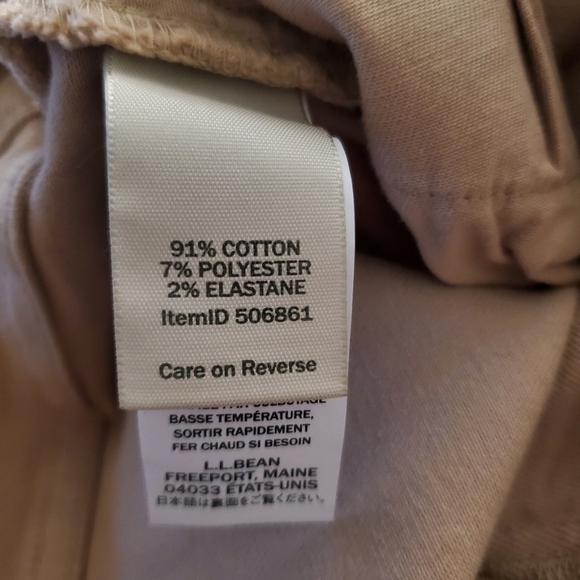 91% COTTON
7% POLYESTER
2% ELASTANE
ItemID 506861
Care on Reverse
BASSE TEMPÉRATURE,
SORTIR RAPIDEMENT
FER CHAUD SI BESOIN
L.L.BEAN
FREEPORT, MAINE
04033 ÉTATS-UNIS
日本語は裏面をご覧ください